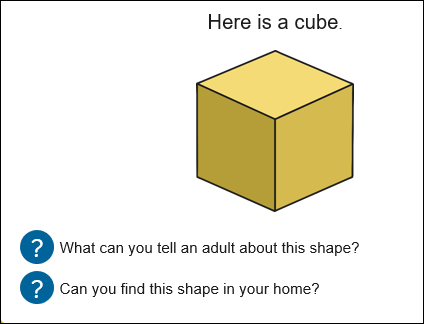 Here is a cube.
? What can you tell an adult about this shape?
? Can you find this shape in your home?